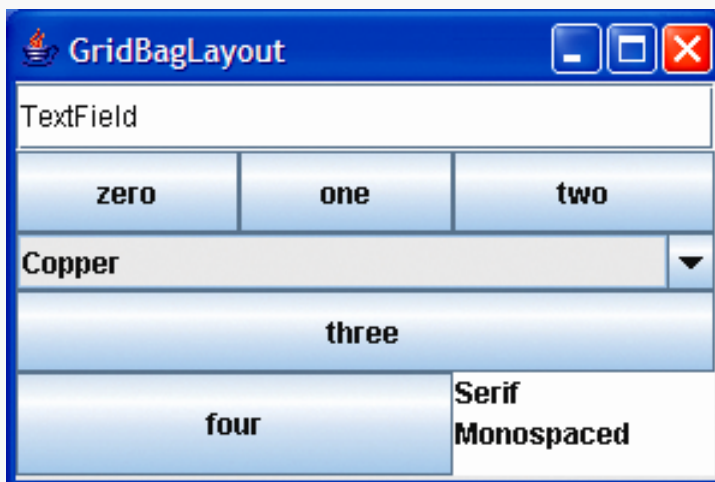 GridBagLayout
TextField
zero one two
Copper
three
four
Serif
Monospaced